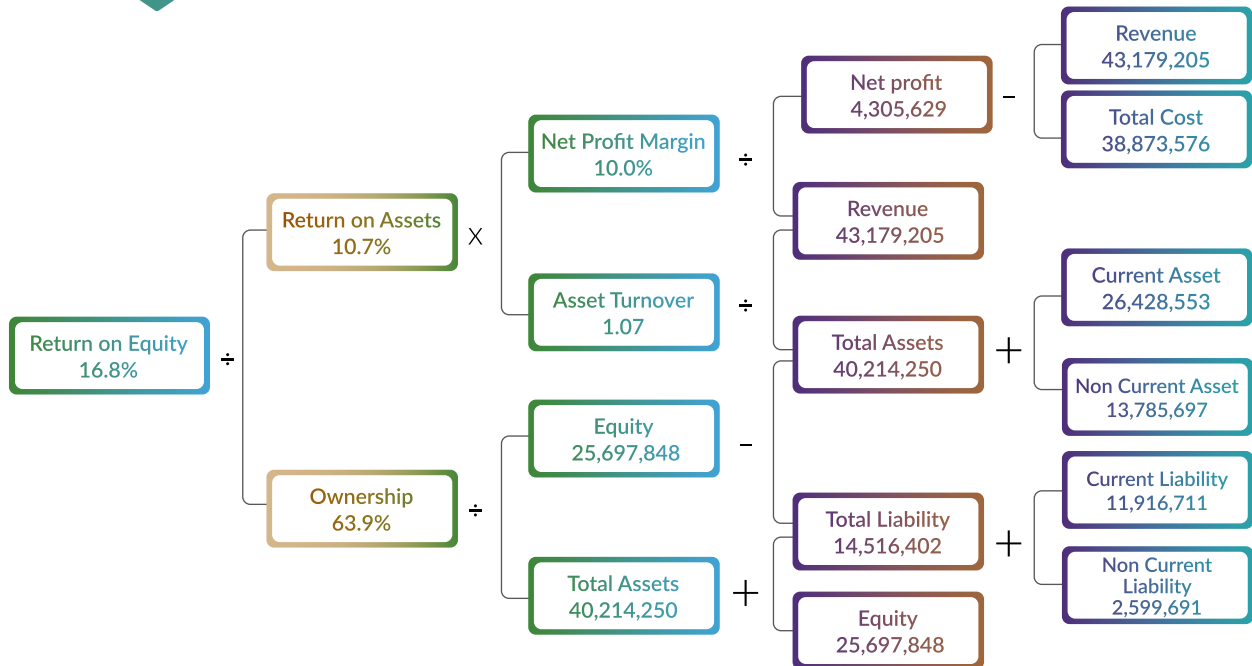 Return on Equity
16.8%
÷
Return on Assets
10.7%
X
Ownership
63.9%
÷
Net Profit Margin
10.0%
÷
Asset Turnover
1.07
÷
Equity
25,697,848
-
Total Assets
40,214,250
+
Net profit
4,305,629
-
Revenue
43,179,205
Total Assets
40,214,250
+
Total Liability
14,516,402
+
Equity
25,697,848
Revenue
43,179,205
Total Cost
38,873,576
Current Asset
26,428,553
Non Current Asset
13,785,697
Current Liability
11,916,711
Non Current
Liability
2,599,691